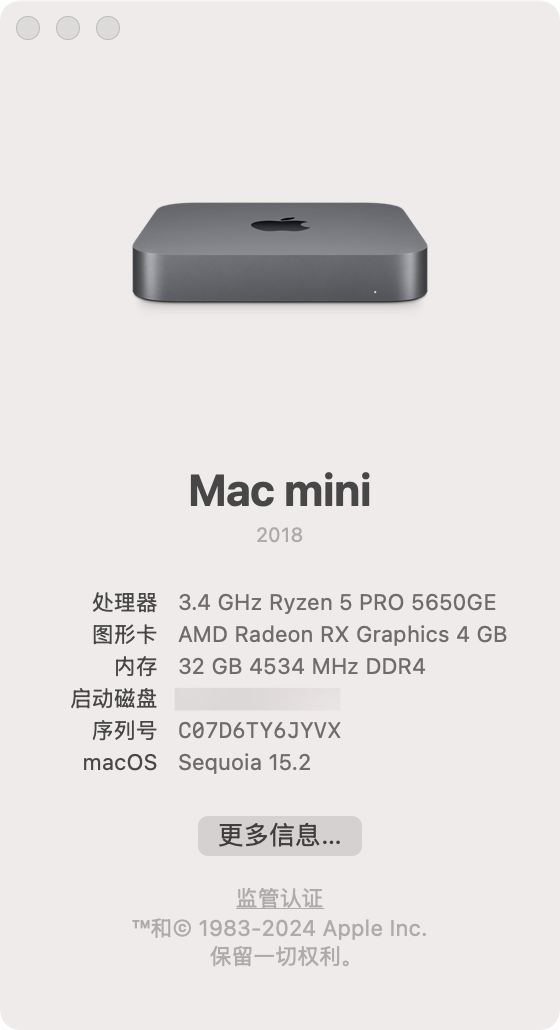 Mac mini
2018
处理器 3.4 GHz Ryzen 5 PRO 5650GE
图形卡 AMD Radeon RX Graphics 4 GB
内存 32 GB 4534 MHz DDR4
启动磁盘
序列号 C07D6TY6JYVX
macOS Sequoia 15.2
更多信息...
监管认证
™和© 1983-2024 Apple Inc.
保留一切权利。